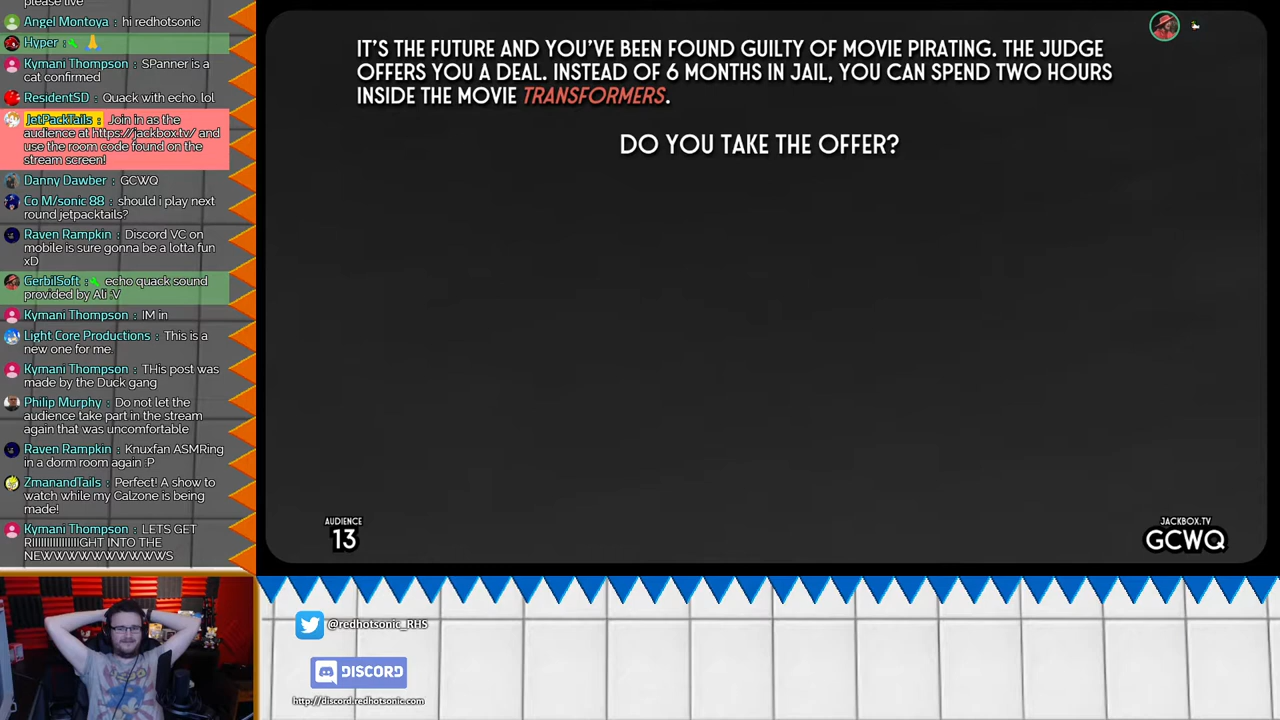 please live
Angel Montoya : hi redhotsonic
Hyper : 🙏
Kymani Thompson : SPanner is a
cat confirmed
ResidentSD : Quack with echo. lol
JetPackTails : Join in as the
audience at https://jackbox.tv/ and
use the room code found on the
stream screen!
Danny Dawber : GCWQ
Co M/sonic 88 : should i play next
round jetpacktails?
Raven Rampkin : Discord VC on
mobile is sure gonna be a lotta fun
xD
GerbilSoft : echo quack sound
provided by Ali :V
Kymani Thompson : IM in
Light Core Productions : This is a
new one for me.
Kymani Thompson : THis post was
made by the Duck gang
Philip Murphy : Do not let the
audience take part in the stream
again that was uncomfortable
Raven Rampkin : Knuxfan ASMRing
in a dorm room again :P
ZmanandTails : Perfect! A show to
watch while my Calzone is being
made!
Kymani Thompson : LETS GET
RIIIIIIIIIIIIIIIGHT INTO THE
NEWWWWWWWWWS
IT'S THE FUTURE AND YOU'VE BEEN FOUND GUILTY OF MOVIE PIRATING. THE JUDGE
OFFERS YOU A DEAL. INSTEAD OF 6 MONTHS IN JAIL, YOU CAN SPEND TWO HOURS
INSIDE THE MOVIE TRANSFORMERS.
DO YOU TAKE THE OFFER?
AUDIENCE
13
JACKBOX.TV
GCWQ
@redhotsonic_RHS
DISCORD
http://discord.redhotsonic.com